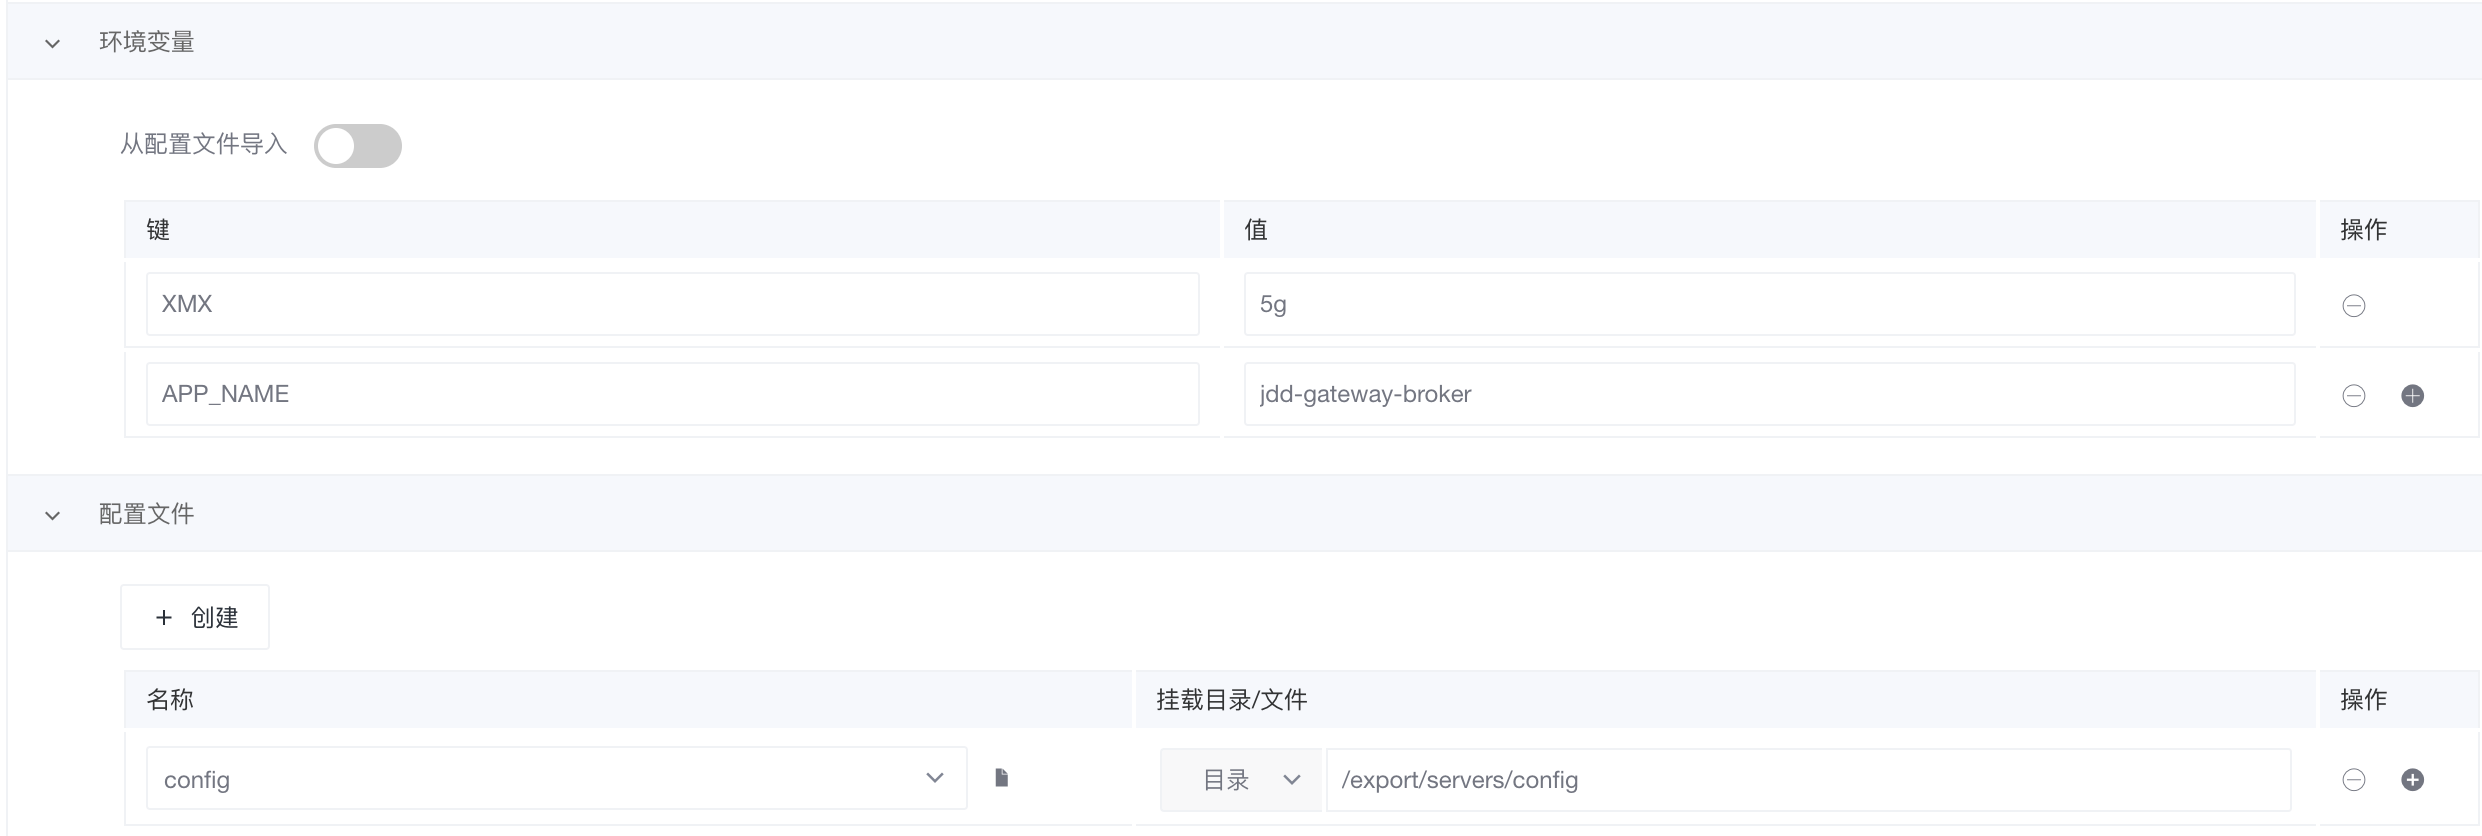 环境变量
从配置文件导入
键 值 操作
XMX 5g
APP_NAME jdd-gateway-broker
配置文件
+ 创建
名称 挂载目录/文件 操作
config 目录 /export/servers/config